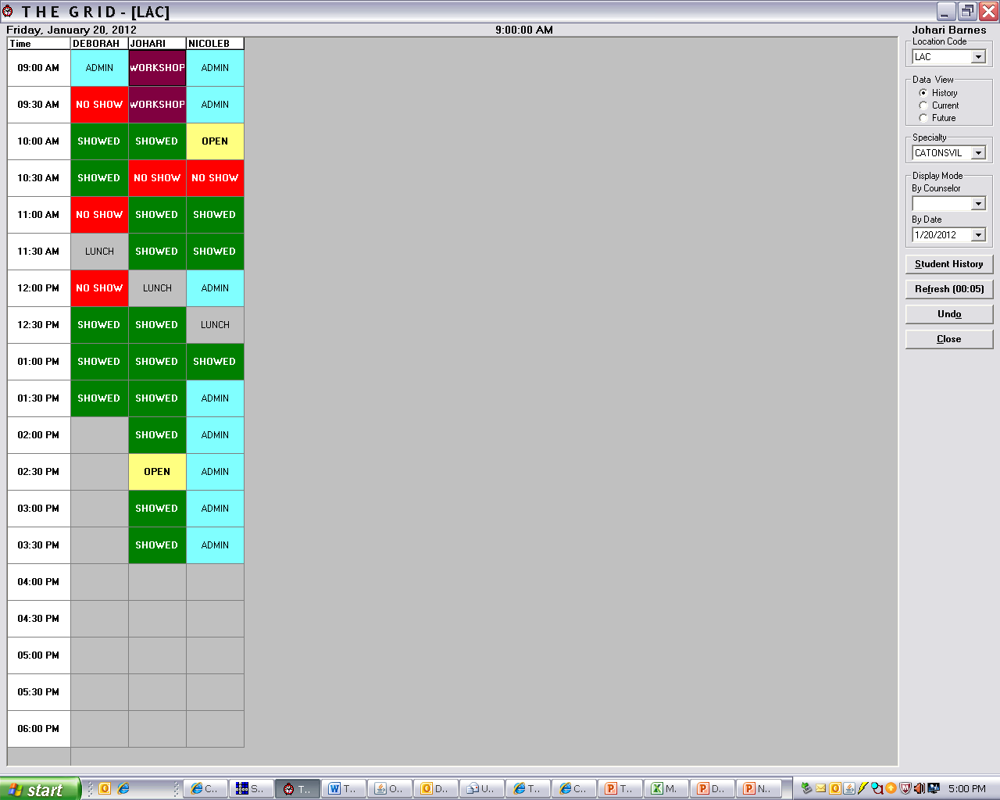 T H E  G R I D - [LAC]
Friday, January 20, 2012 9:00:00 AM Johari Barnes
Time DEBORAH JOHARI NICOLEB
09:00 AM ADMIN WORKSHOP ADMIN
09:30 AM NO SHOW WORKSHOP ADMIN
10:00 AM SHOWED SHOWED OPEN
10:30 AM SHOWED NO SHOW NO SHOW
11:00 AM NO SHOW SHOWED SHOWED
11:30 AM LUNCH SHOWED SHOWED
12:00 PM NO SHOW LUNCH ADMIN
12:30 PM SHOWED SHOWED LUNCH
01:00 PM SHOWED SHOWED SHOWED
01:30 PM SHOWED SHOWED ADMIN
02:00 PM SHOWED ADMIN
02:30 PM OPEN ADMIN
03:00 PM SHOWED ADMIN
03:30 PM SHOWED ADMIN
04:00 PM
04:30 PM
05:00 PM
05:30 PM
06:00 PM
Location Code
LAC
Data View
History
Current
Future
Specialty
CATONSVIL
Display Mode
By Counselor
By Date
1/20/2012
Student History
Refresh (00:05)
Undo
Close
start C.. S.. T.. W T.. O.. O D.. U.. T.. C.. P T.. X M. P D.. P N.. 5:00 PM